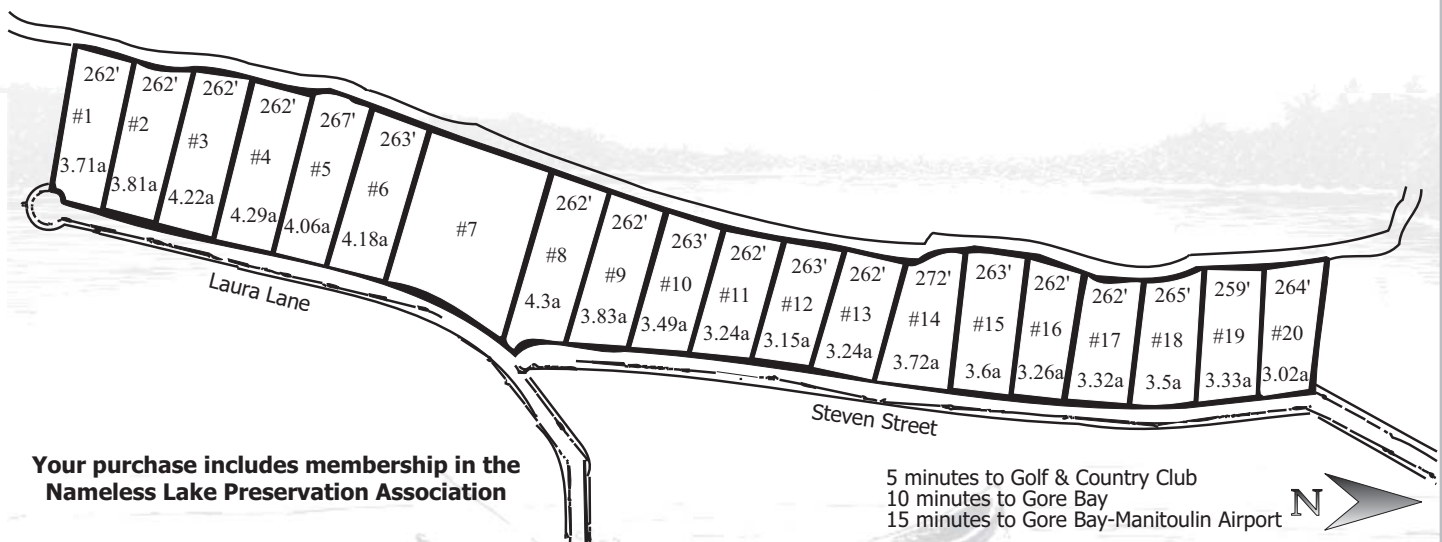 262'
#1
3.71a
262'
#2
3.81a
262'
#3
4.22a
262'
#4
4.29a
267'
#5
4.06a
263'
#6
4.18a
#7
262'
#8
4.3a
262'
#9
3.83a
263'
#10
3.49a
262'
#11
3.24a
263'
#12
3.15a
262'
#13
3.24a
272'
#14
3.72a
263'
#15
3.6a
262'
#16
3.26a
262'
#17
3.32a
265'
#18
3.5a
259'
#19
3.33a
264'
#20
3.02a
Laura Lane
Steven Street
Your purchase includes membership in the
Nameless Lake Preservation Association
5 minutes to Golf & Country Club
10 minutes to Gore Bay
15 minutes to Gore Bay-Manitoulin Airport
N